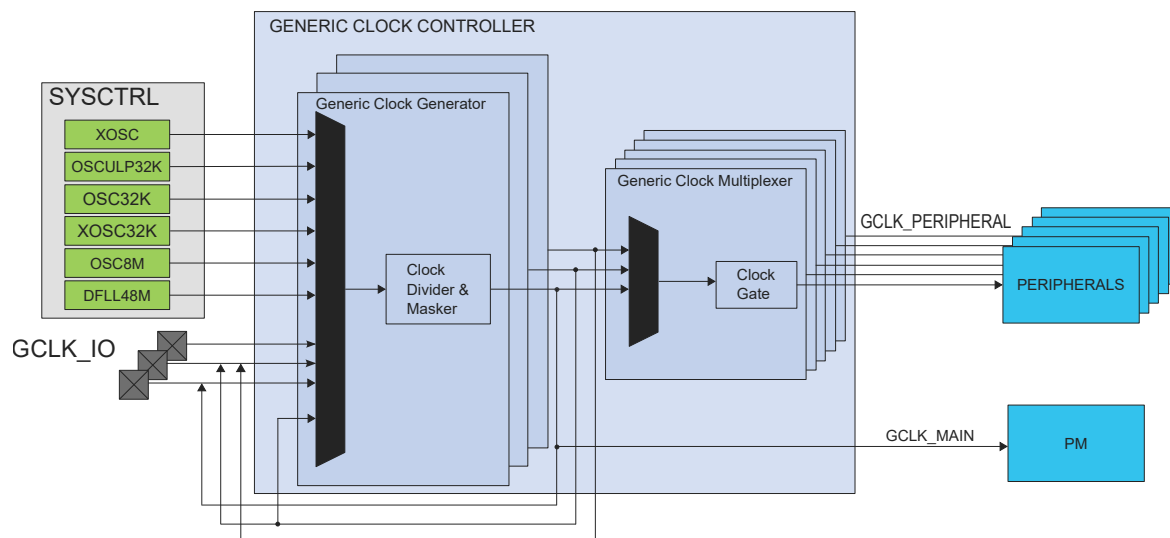 GENERIC CLOCK CONTROLLER
SYSCTRL
XOSC
OSCULP32K
OSC32K
XOSC32K
OSC8M
DFLL48M
GCLK_IO
Generic Clock Generator
Clock
Divider &
Masker
Generic Clock Multiplexer
Clock
Gate
GCLK_PERIPHERAL
PERIPHERALS
GCLK_MAIN
PM